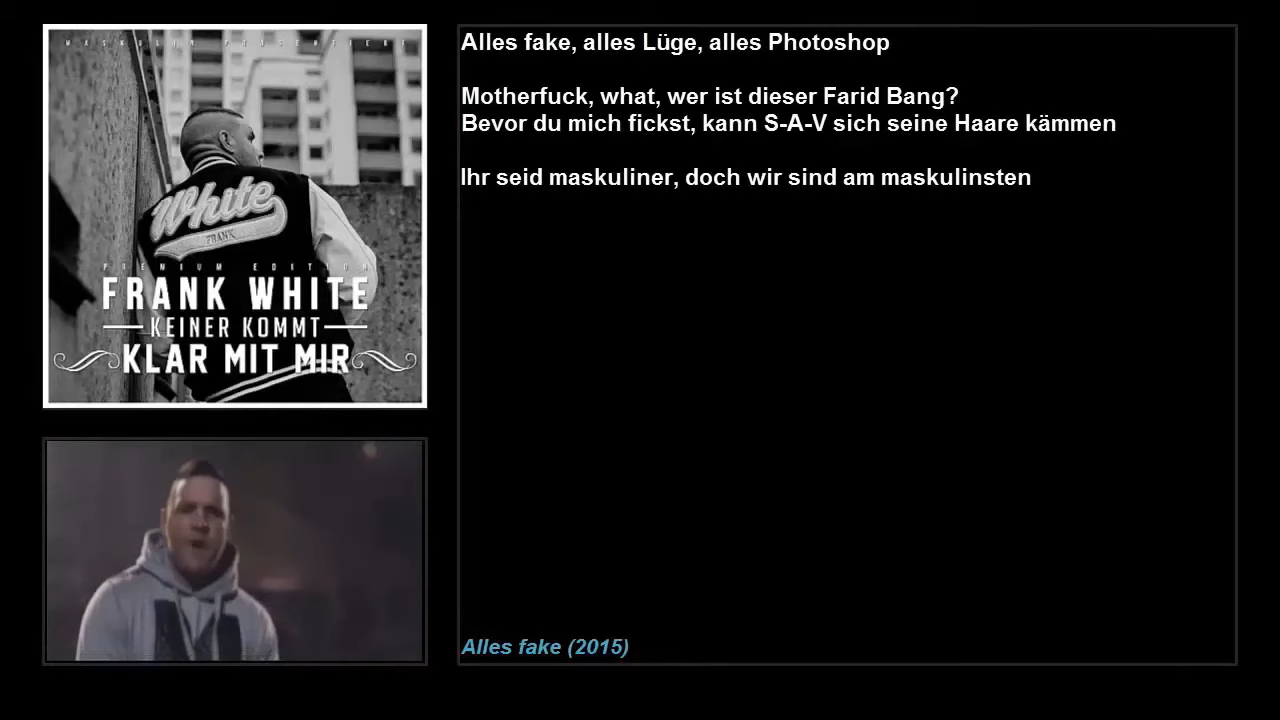 MASKULIN PRÄSENTIERT
White
FRANK
PREMIUM EDITION
FRANK WHITE
KEINER KOMMT
KLAR MIT MIR
Alles fake, alles Lüge, alles Photoshop
Motherfuck, what, wer ist dieser Farid Bang?
Bevor du mich fickst, kann S-A-V sich seine Haare kämmen
Ihr seid maskuliner, doch wir sind am maskulinsten
Alles fake (2015)